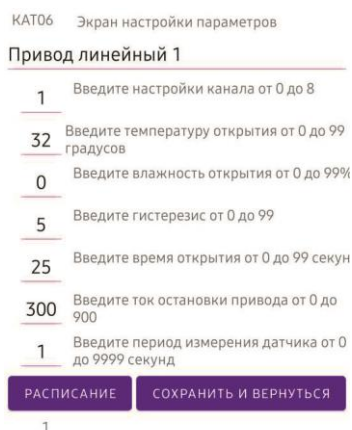 КАТ06 Экран настройки параметров
Привод линейный 1
1 Введите настройки канала от 0 до 8
32 Введите температуру открытия от 0 до 99
градусов
0 Введите влажность открытия от 0 до 99%
5 Введите гистерезис от 0 до 99
25 Введите время открытия от 0 до 99 секун
300 Введите ток остановки привода от 0 до
900
1 Введите период измерения датчика от 0
до 9999 секунд
РАСПИСАНИЕ СОХРАНИТЬ И ВЕРНУТЬСЯ
1